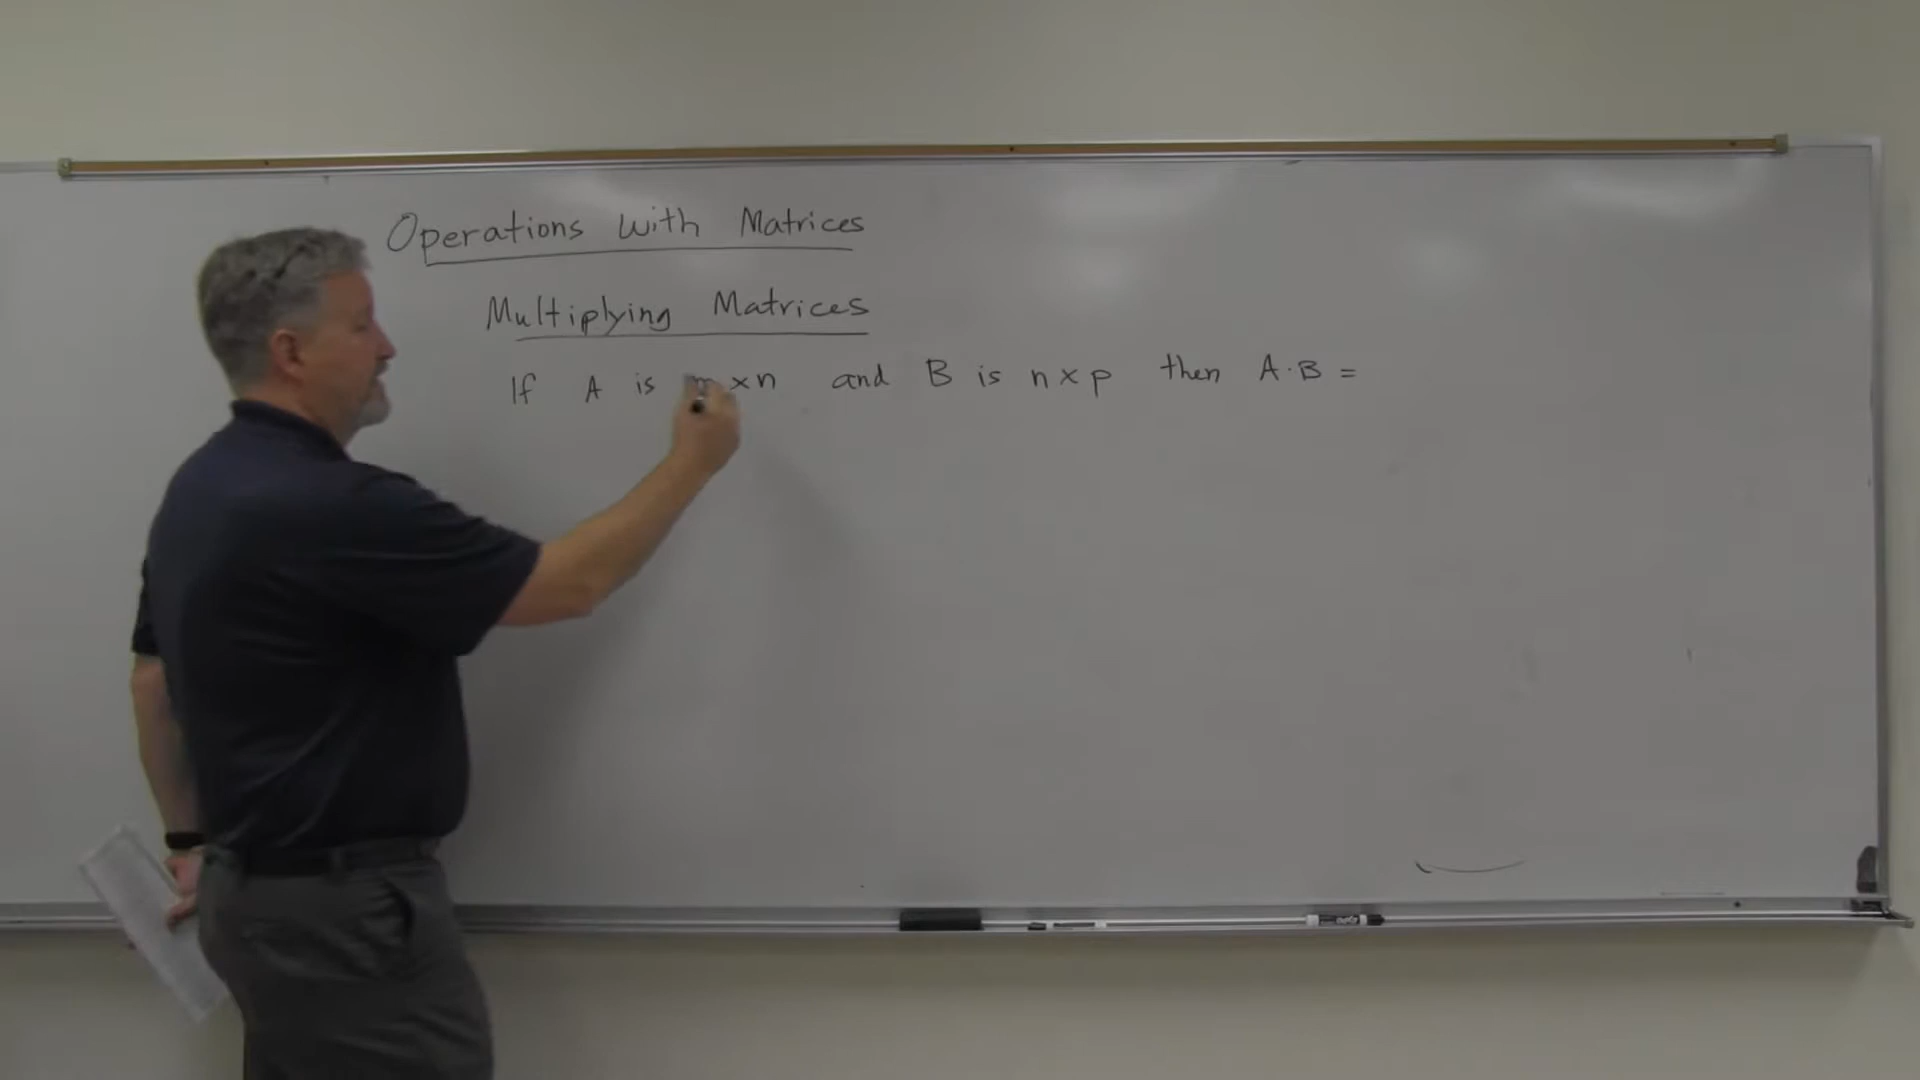 Operations with Matrices
Multiplying Matrices
If A is m × n and B is n × p then A · B =